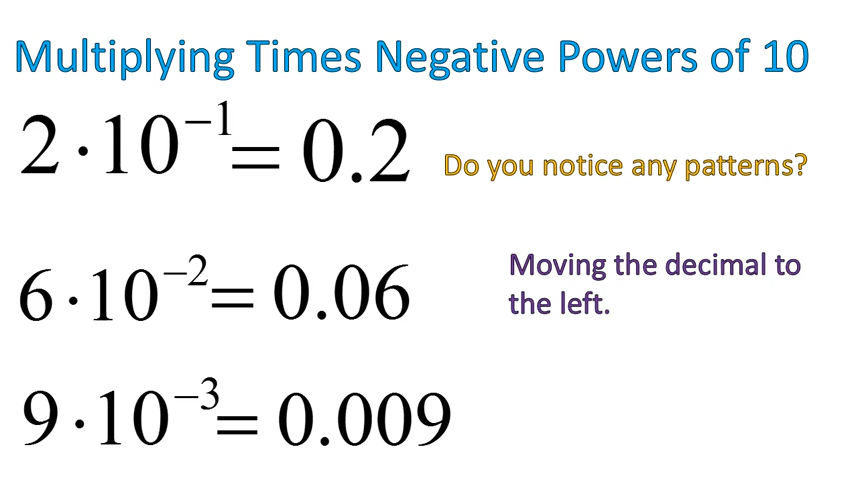 Multiplying Times Negative Powers of 10
2·10⁻¹= 0.2
Do you notice any patterns?
6·10⁻²= 0.06
Moving the decimal to
the left.
9·10⁻³= 0.009